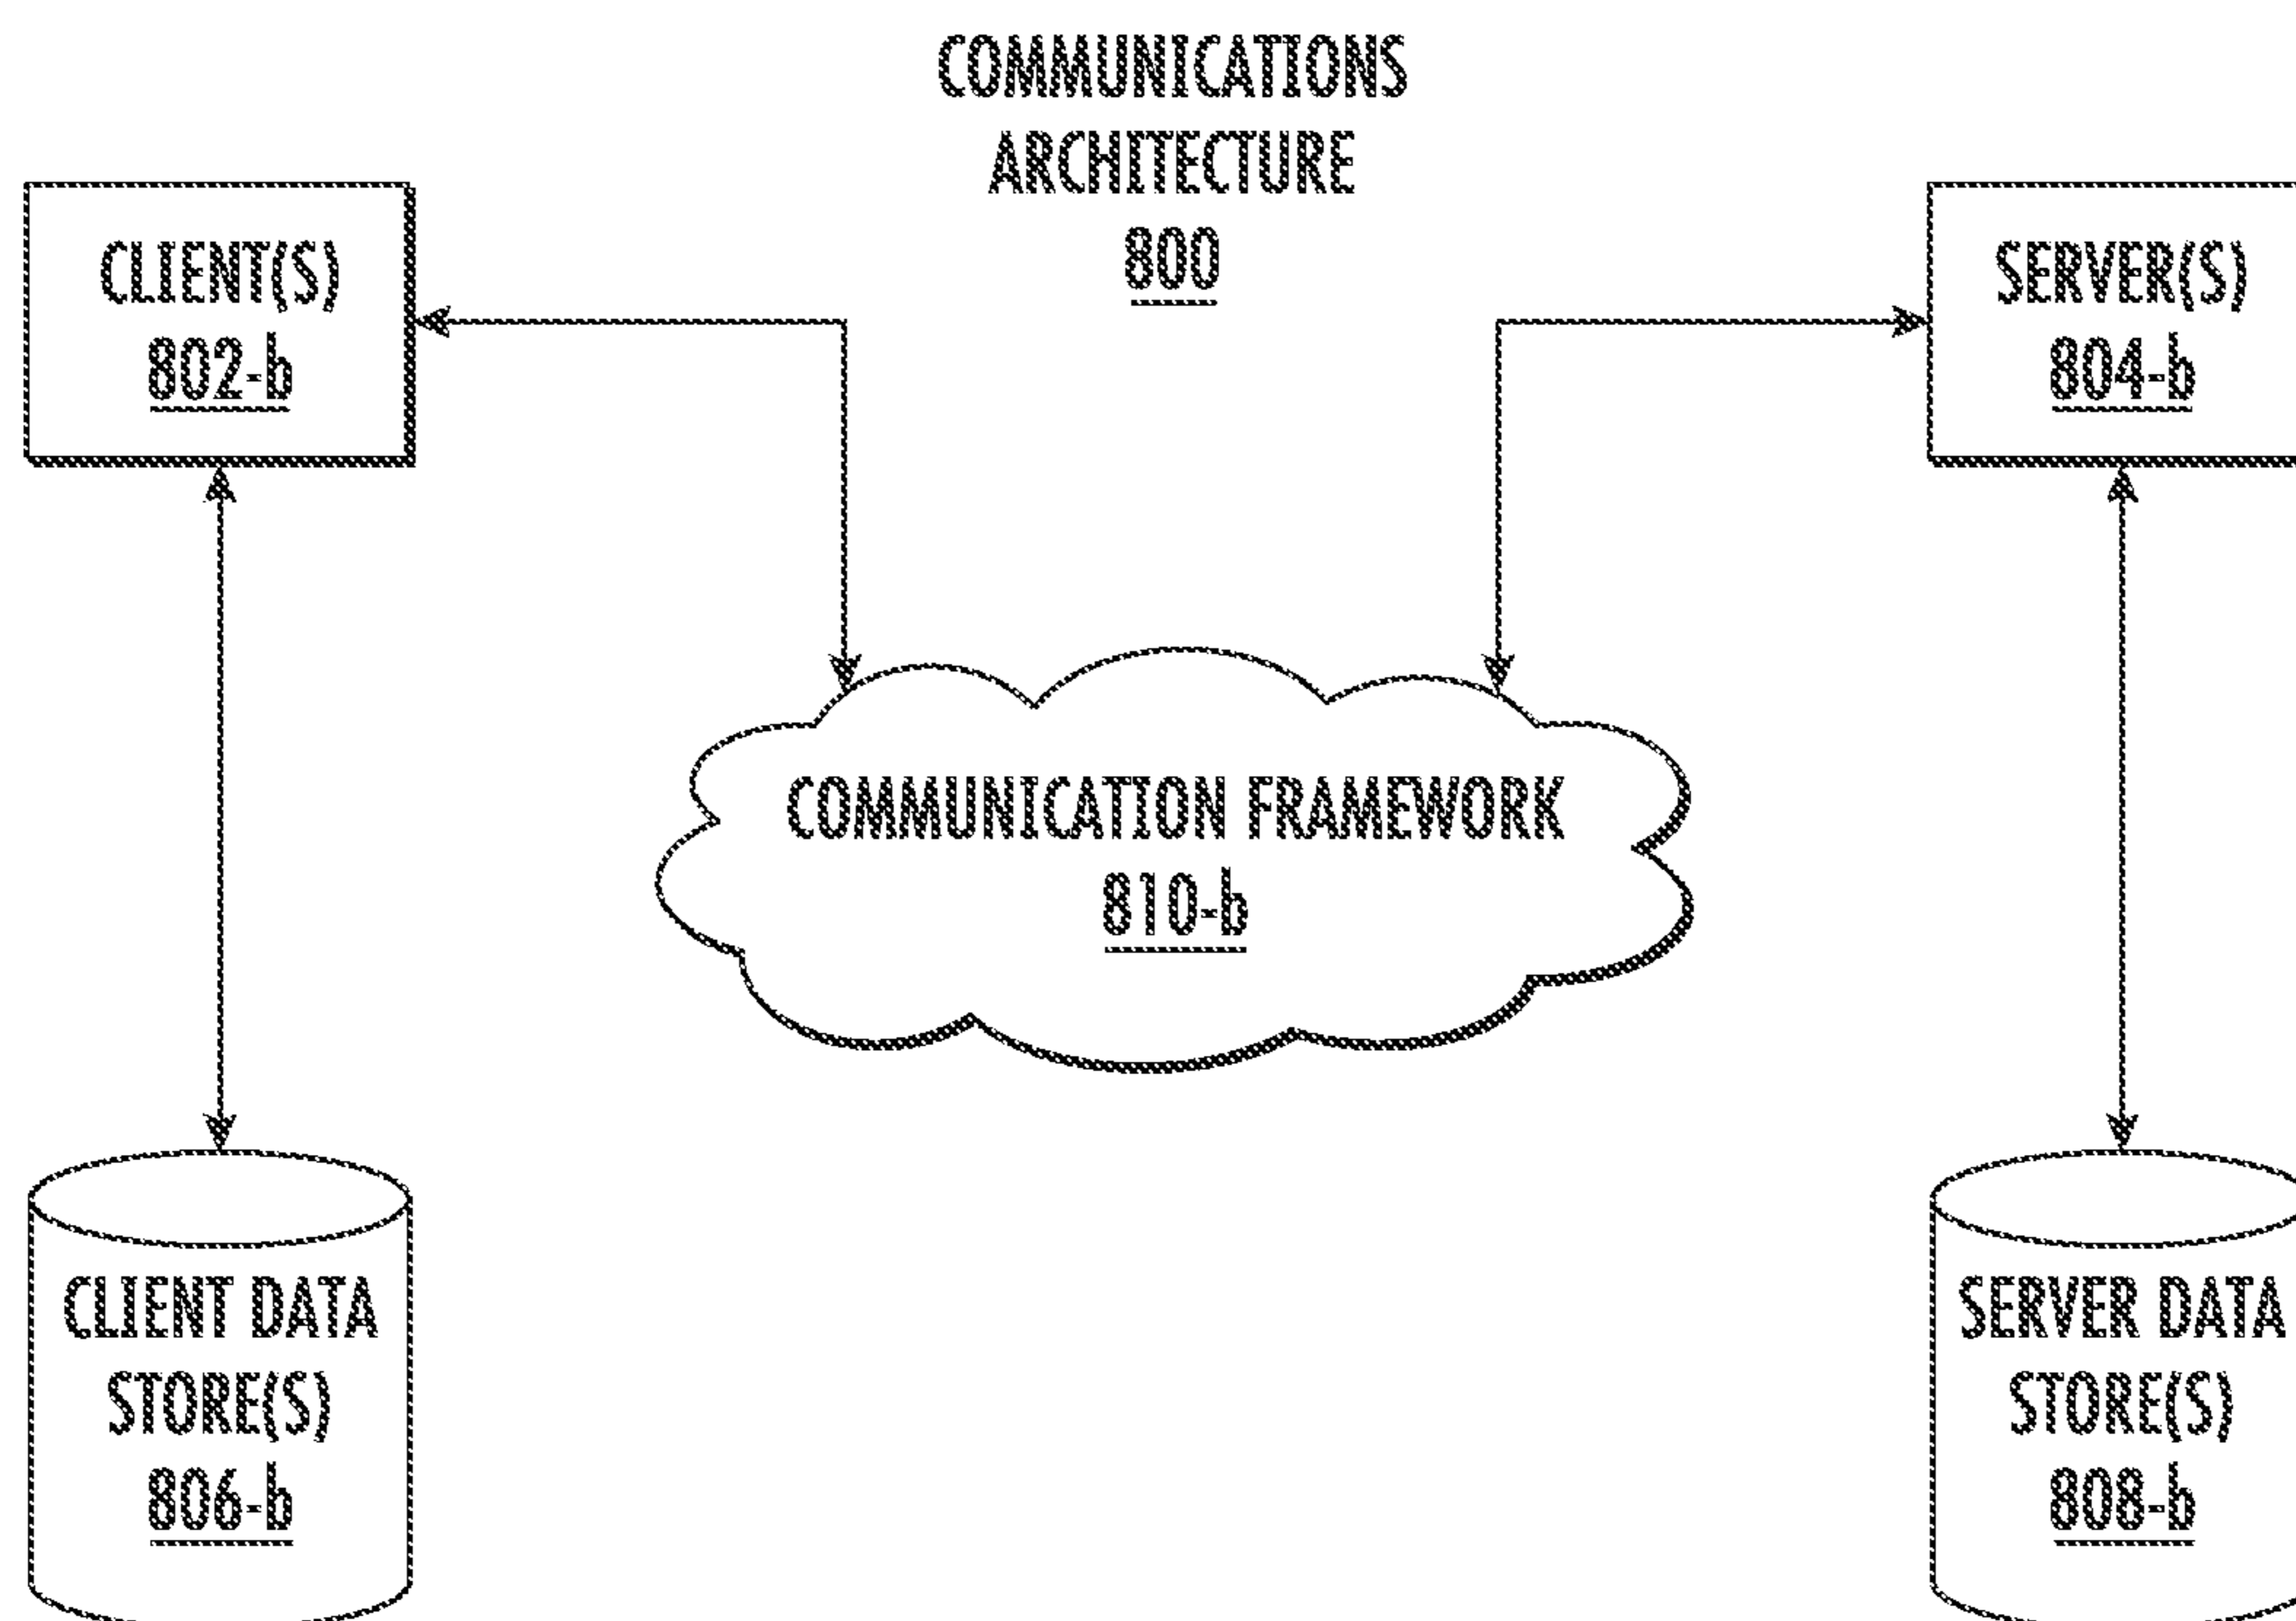 COMMUNICATIONS
ARCHITECTURE
800
CLIENT(S)
802-b
SERVER(S)
804-b
COMMUNICATION FRAMEWORK
810-b
CLIENT DATA
STORE(S)
806-b
SERVER DATA
STORE(S)
808-b